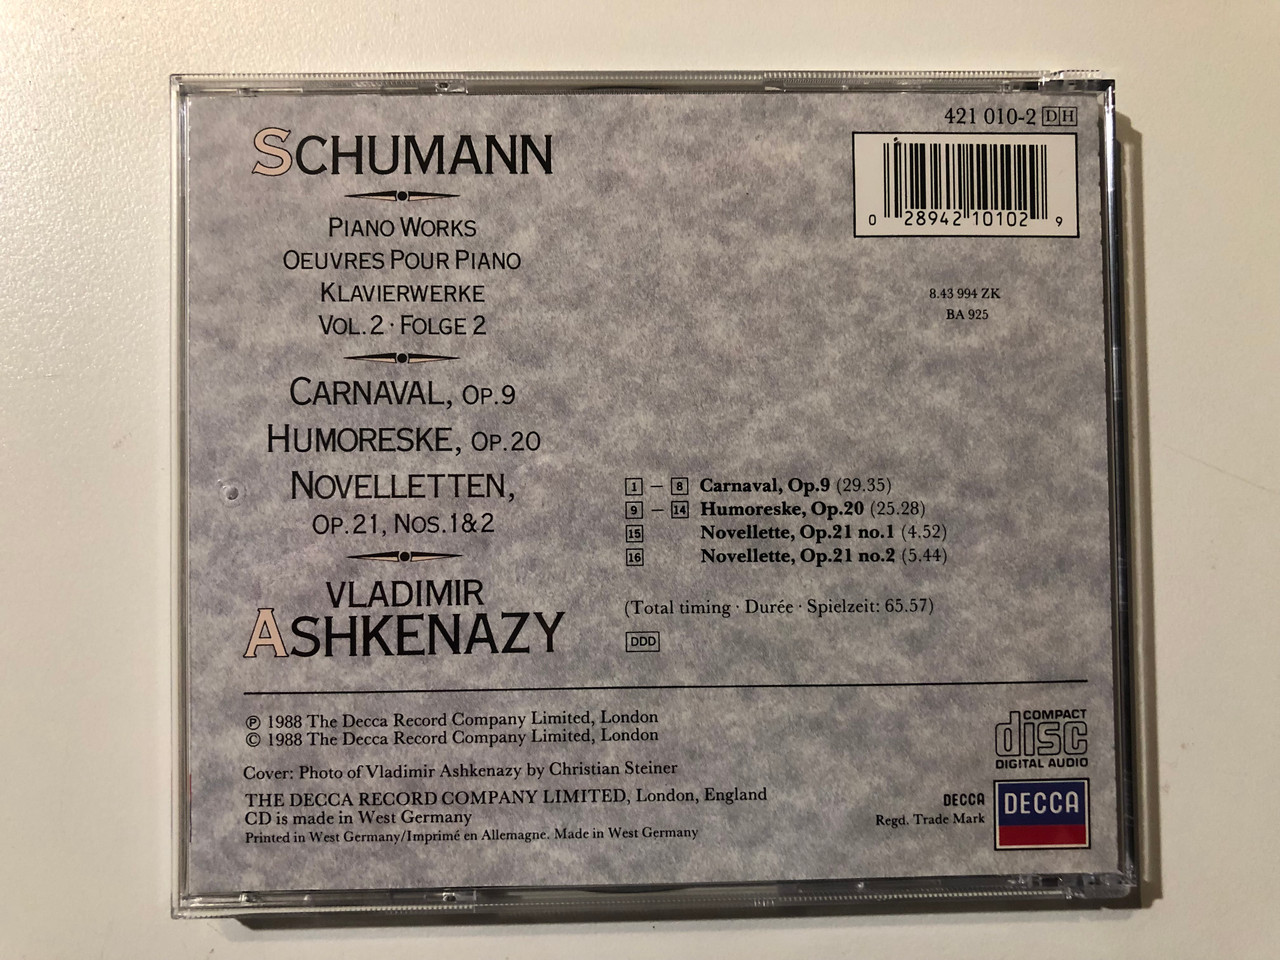 421 010-2 DH
0 28942 10102 9
8.43 994 ZK
BA 925
SCHUMANN
PIANO WORKS
OEUVRES POUR PIANO
KLAVIERWERKE
VOL. 2 · FOLGE 2
CARNAVAL, OP. 9
HUMORESKE, OP. 20
NOVELLETTEN,
OP. 21, NOS. 1 & 2
VLADIMIR
ASHKENAZY
1 – 8 Carnaval, Op.9 (29.35)
9 – 14 Humoreske, Op.20 (25.28)
15 Novellette, Op.21 no.1 (4.52)
16 Novellette, Op.21 no.2 (5.44)
(Total timing · Durée · Spielzeit: 65.57)
DDD
℗ 1988 The Decca Record Company Limited, London
© 1988 The Decca Record Company Limited, London
Cover: Photo of Vladimir Ashkenazy by Christian Steiner
THE DECCA RECORD COMPANY LIMITED, London, England
CD is made in West Germany
Printed in West Germany/Imprimé en Allemagne. Made in West Germany
COMPACT
disc
DIGITAL AUDIO
DECCA
Regd. Trade Mark
DECCA